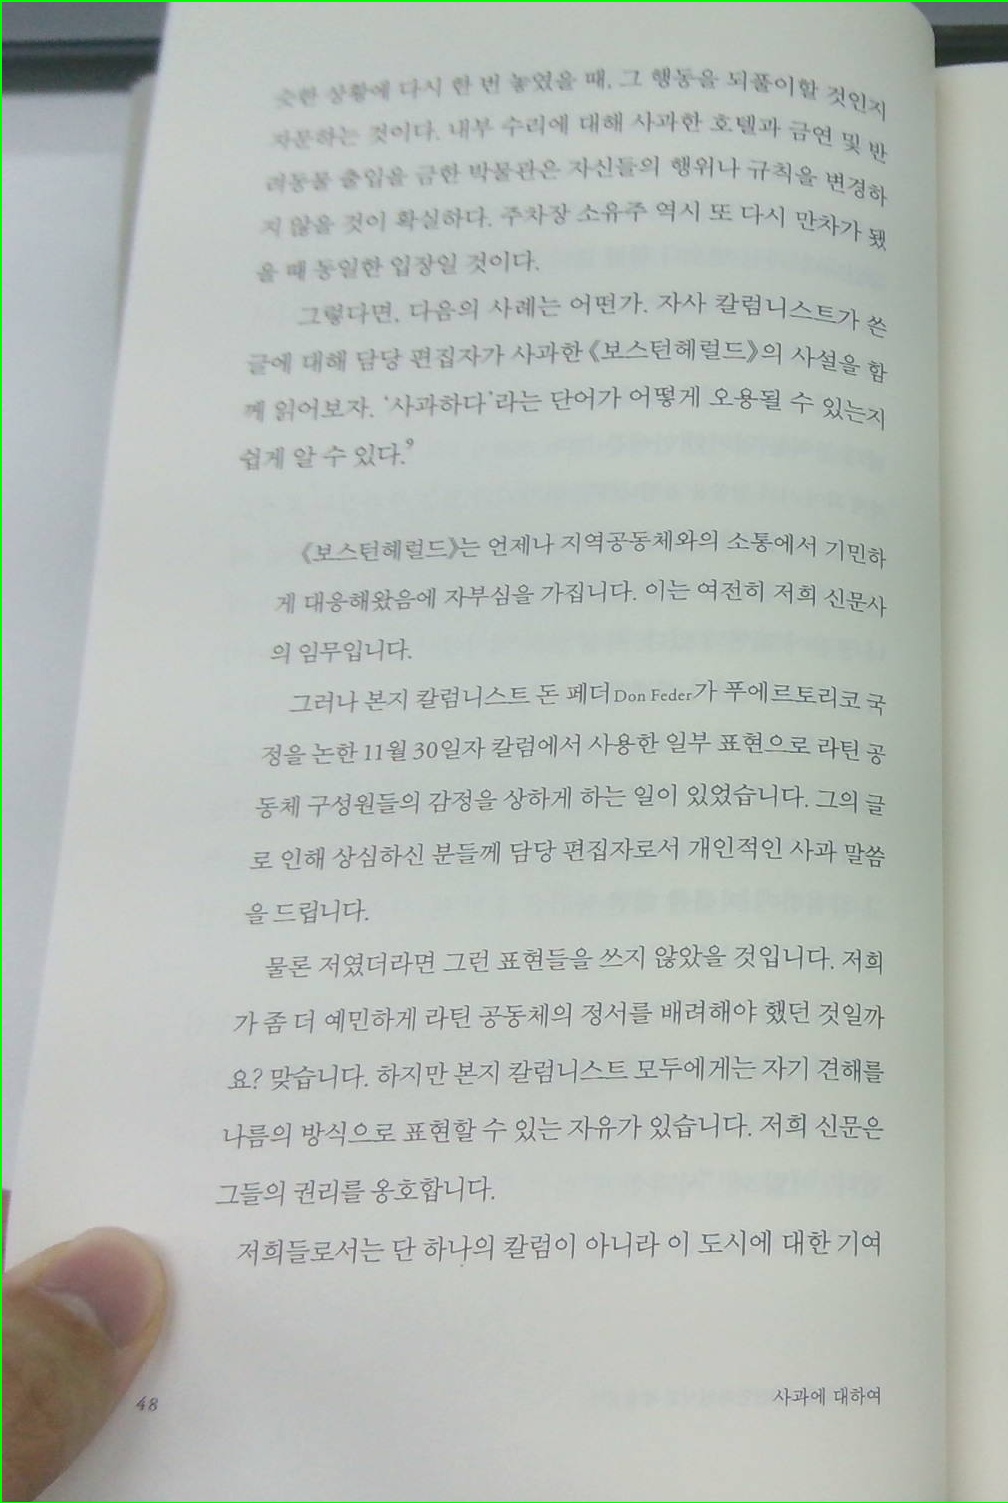 슷한 상황에 다시 한 번 놓였을 때, 그 행동을 되풀이할 것인지
자문하는 것이다. 내부 수리에 대해 사과한 호텔과 금연 및 반
려동물 출입을 금한 박물관은 자신들의 행위나 규칙을 변경하
지 않을 것이 확실하다. 주차장 소유주 역시 또 다시 만차가 됐
을 때 동일한 입장일 것이다.
그렇다면, 다음의 사례는 어떤가. 자사 칼럼니스트가 쓴
글에 대해 담당 편집자가 사과한 《보스턴헤럴드》의 사설을 함
께 읽어보자. ‘사과하다’라는 단어가 어떻게 오용될 수 있는지
쉽게 알 수 있다.9
《보스턴헤럴드》는 언제나 지역공동체와의 소통에서 기민하
게 대응해왔음에 자부심을 가집니다. 이는 여전히 저희 신문사
의 임무입니다.
그러나 본지 칼럼니스트 돈 페더Don Feder가 푸에르토리코 국
정을 논한 11월 30일자 칼럼에서 사용한 일부 표현으로 라틴 공
동체 구성원들의 감정을 상하게 하는 일이 있었습니다. 그의 글
로 인해 상심하신 분들께 담당 편집자로서 개인적인 사과 말씀
을 드립니다.
물론 저였더라면 그런 표현들을 쓰지 않았을 것입니다. 저희
가 좀 더 예민하게 라틴 공동체의 정서를 배려해야 했던 것일까
요? 맞습니다. 하지만 본지 칼럼니스트 모두에게는 자기 견해를
나름의 방식으로 표현할 수 있는 자유가 있습니다. 저희 신문은
그들의 권리를 옹호합니다.
저희들로서는 단 하나의 칼럼이 아니라 이 도시에 대한 기여
48
사과에 대하여